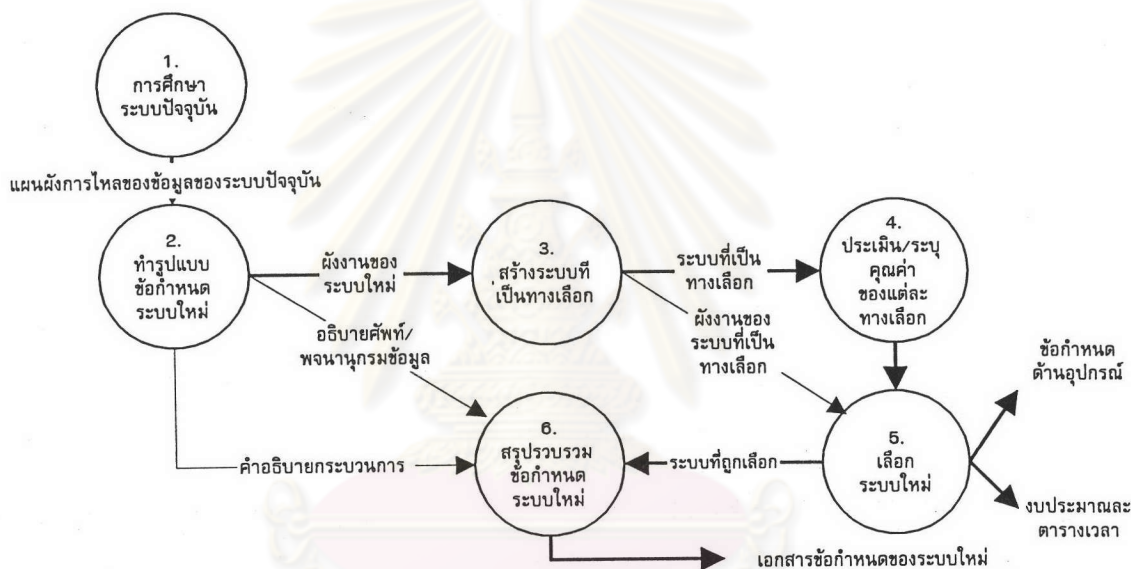 1.
การศึกษา
ระบบปัจจุบัน
แผนผังการไหลของข้อมูลของระบบปัจจุบัน
2.
ทำรูปแบบ
ข้อกำหนด
ระบบใหม่
ผังงานของ
ระบบใหม่
อธิบายศัพท์/
พจนานุกรมข้อมูล
3.
สร้างระบบที
่เป็นทางเลือก
ระบบที่เป็น
ทางเลือก
ผังงานของ
ระบบที่เป็น
ทางเลือก
4.
ประเมิน/ระบุ
คุณค่า
ของแต่ละ
ทางเลือก
ข้อกำหนด
ด้านอุปกรณ์
คำอธิบายกระบวนการ
6.
สรุปรวบรวม
ข้อกำหนด
ระบบใหม่
ระบบที่ถูกเลือก
5.
เลือก
ระบบใหม่
งบประมาณละ
ตารางเวลา
เอกสารข้อกำหนดของระบบใหม่